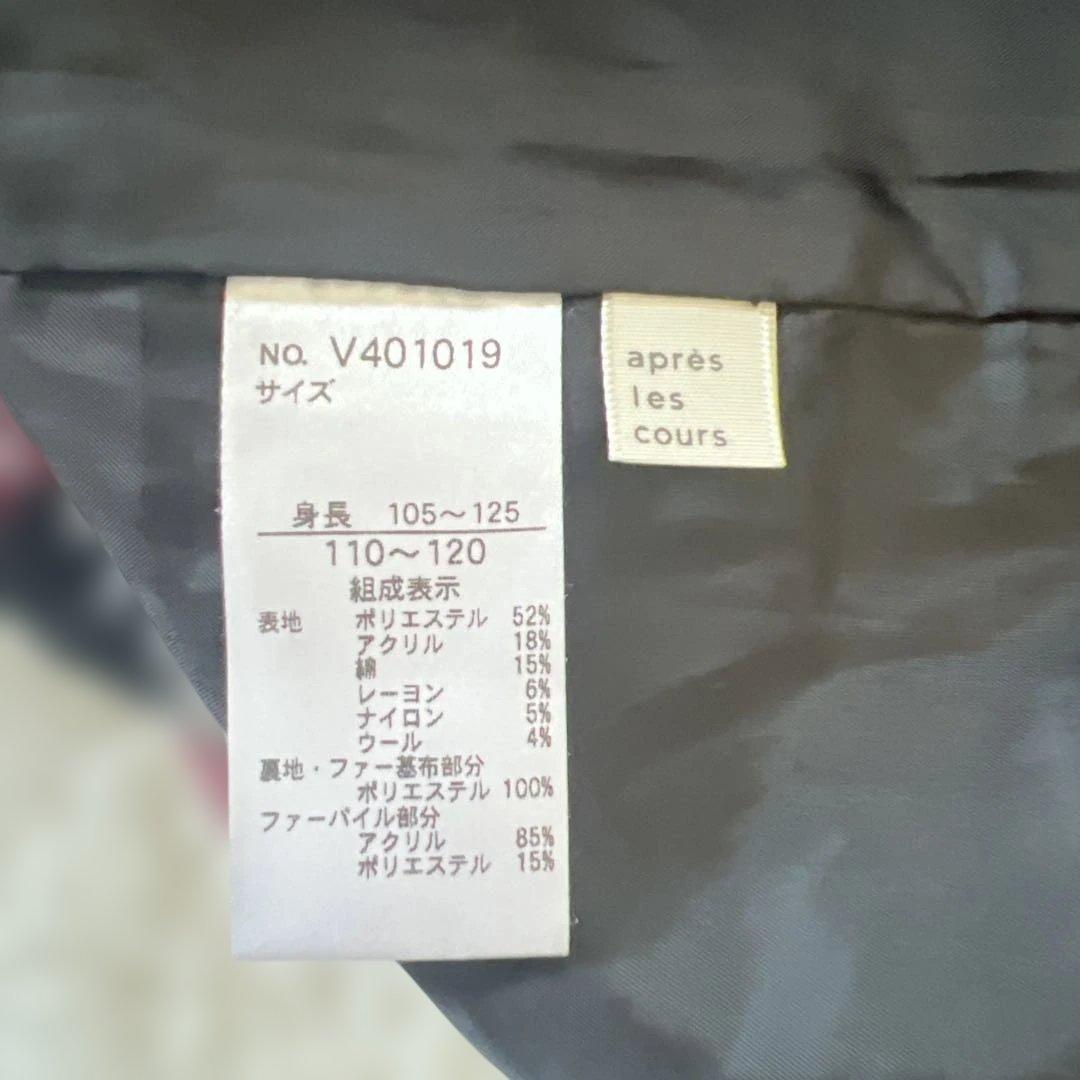 NO. V401019
サイズ
身長 105～125
110～120
組成表示
表地 ポリエステル 52%
アクリル 18%
綿 15%
レーヨン 6%
ナイロン 5%
ウール 4%
裏地・ファー基布部分
ポリエステル 100%
ファーパイル部分
アクリル 85%
ポリエステル 15%
après
les
cours